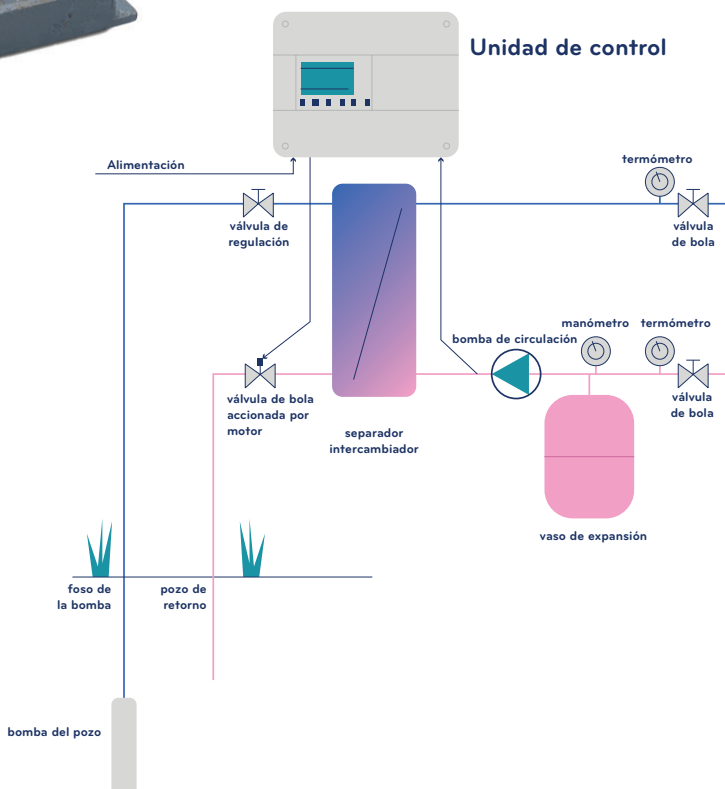 Unidad de control
Alimentación
termómetro
válvula de
regulación
válvula
de bola
manómetro
termómetro
bomba de circulación
válvula de bola
accionada por
motor
válvula
de bola
separador
intercambiador
vaso de expansión
foso de
la bomba
pozo de
retorno
bomba del pozo